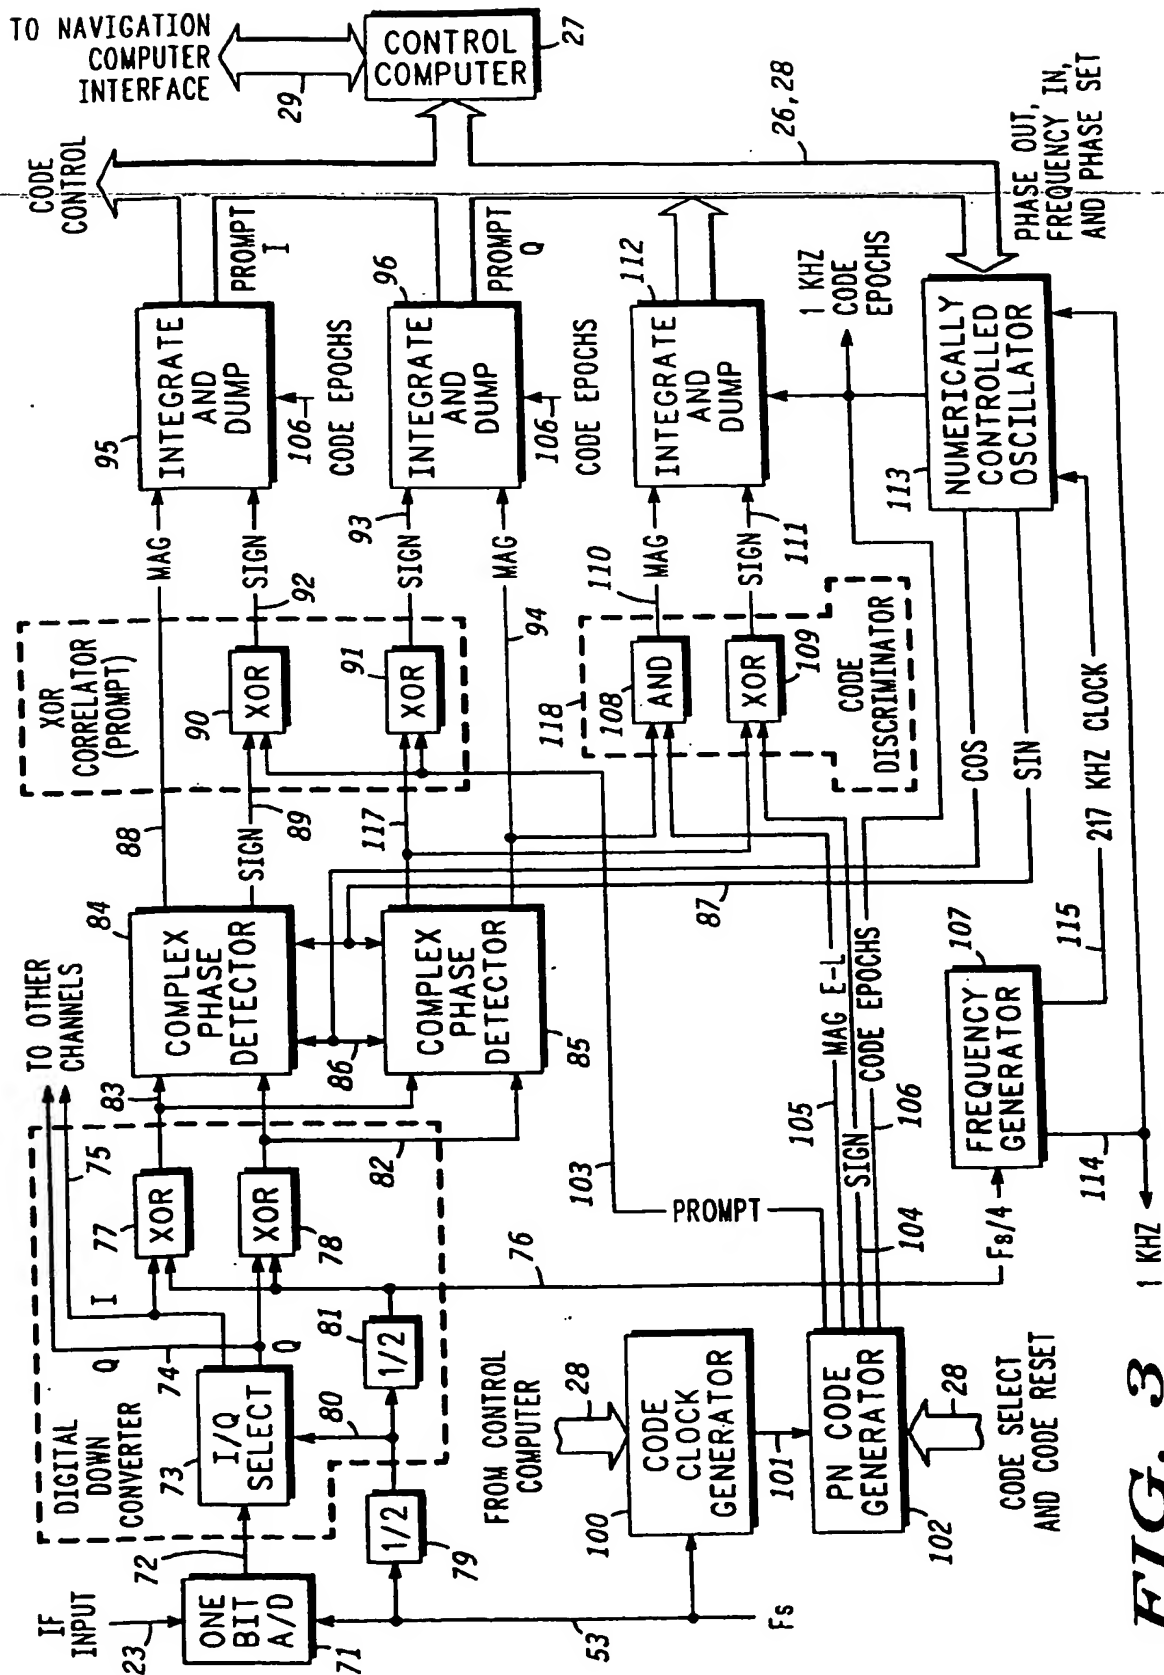 TO NAVIGATION
COMPUTER
INTERFACE
29
CONTROL
COMPUTER
27
CODE
CONTROL
26,28
PHASE OUT,
FREQUENCY IN,
AND PHASE SET
PROMPT
I
PROMPT
Q
95
INTEGRATE
AND
DUMP
106
CODE EPOCHS
96
INTEGRATE
AND
DUMP
106
CODE EPOCHS
112
INTEGRATE
AND
DUMP
1 KHZ
CODE
EPOCHS
113
NUMERICALLY
CONTROLLED
OSCILLATOR
MAG
SIGN
92
93
SIGN
MAG
94
110
MAG
SIGN
111
XOR
CORRELATOR
(PROMPT)
90
XOR
91
XOR
118
108
AND
XOR
109
CODE
DISCRIMINATOR
COS
SIN
217 KHZ CLOCK
88
89
SIGN
117
87
84
COMPLEX
PHASE
DETECTOR
86
COMPLEX
PHASE
DETECTOR
85
TO OTHER
CHANNELS
83
82
75
77
XOR
XOR
78
I
Q
Q
74
76
103
PROMPT
105
MAG E-L
SIGN
104
CODE EPOCHS
106
107
FREQUENCY
GENERATOR
115
114
Fs/4
1 KHZ
DIGITAL
DOWN
CONVERTER
73
I/Q
SELECT
80
81
1/2
1/2
79
72
IF
INPUT
23
ONE
BIT
A/D
71
53
Fs
FROM CONTROL
COMPUTER
28
CODE
CLOCK
GENERATOR
100
101
PN CODE
GENERATOR
102
28
CODE SELECT
AND CODE RESET
FIG. 3